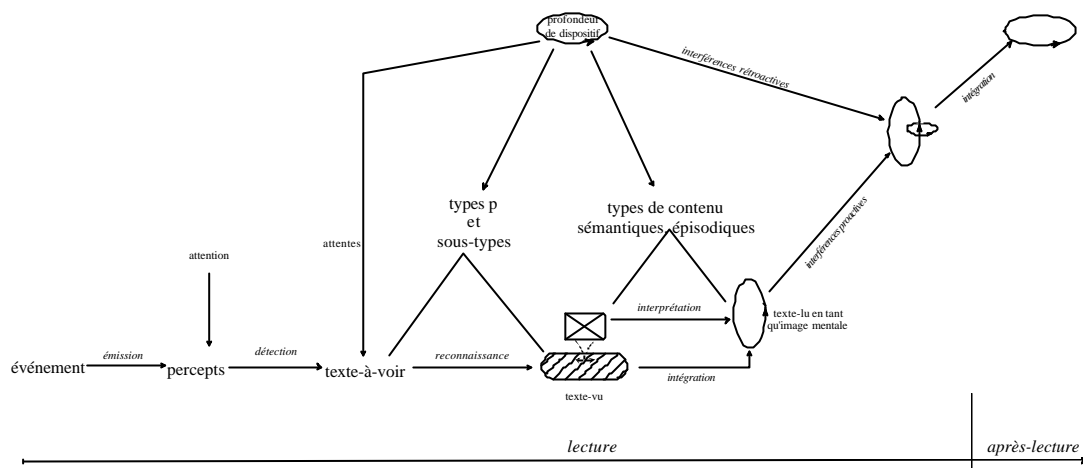 profondeur
de dispositif
interférences rétroactives
intégration
types p
et
sous-types
types de contenu
sémantiques, épisodiques
attentes
attention
interférences proactives
interprétation
texte-lu en tant
qu'image mentale
événement
émission
percepts
détection
texte-à-voir
reconnaissance
intégration
texte-vu
lecture
après-lecture